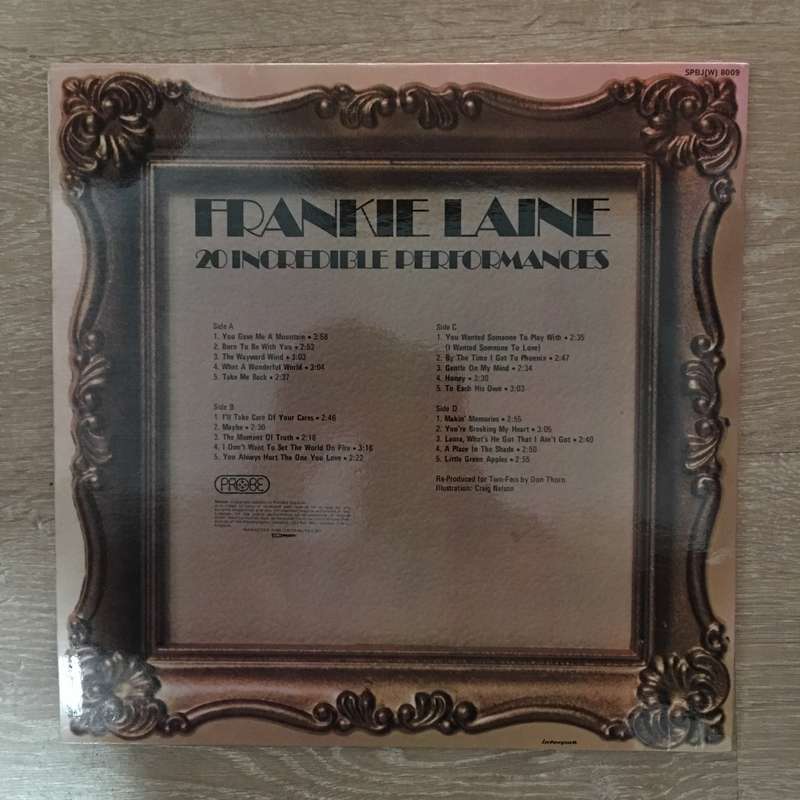 SPBJ(W) 8009
FRANKIE LAINE
20 INCREDIBLE PERFORMANCES
Side A
1. You Gave Me A Mountain • 3:58
2. Born To Be With You • 2:53
3. The Wayward Wind • 3:03
4. What A Wonderful World • 3:04
5. Take Me Back • 2:37
Side B
1. I'll Take Care Of Your Cares • 2:46
2. Maybe • 2:30
3. The Moment Of Truth • 2:18
4. I Don't Want To Set The World On Fire • 3:16
5. You Always Hurt The One You Love • 2:22
PROBE
Side C
1. You Wanted Someone To Play With • 2:35
(I Wanted Someone To Love)
2. By The Time I Get To Phoenix • 2:47
3. Gentle On My Mind • 2:34
4. Honey • 3:30
5. To Each His Own • 3:03
Side D
1. Makin' Memories • 2:55
2. You're Breaking My Heart • 3:05
3. Laura, What's He Got That I Ain't Got • 2:40
4. A Place In The Shade • 2:50
5. Little Green Apples • 2:55
Re-Produced for Two-Fers by Don Thorn
Illustration: Craig Nelson
interpak